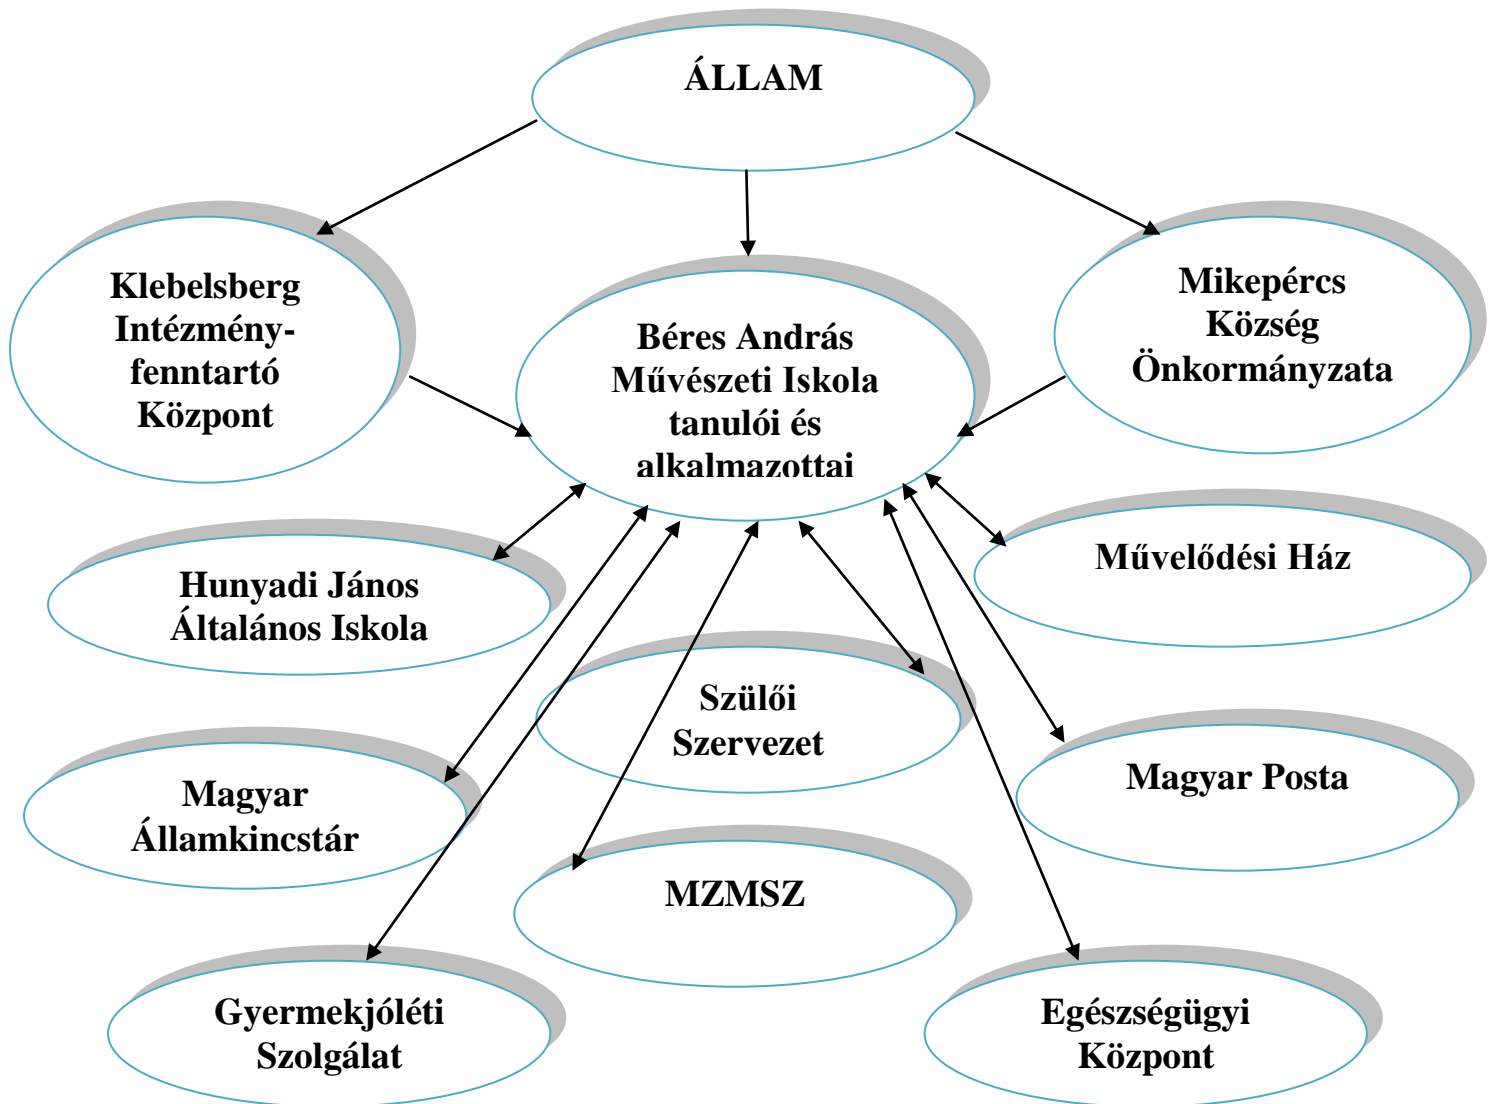 ÁLLAM
Klebelsberg
Intézmény-
fenntartó
Központ
Béres András
Művészeti Iskola
tanulói és
alkalmazottai
Mikepércs
Község
Önkormányzata
Hunyadi János
Általános Iskola
Művelődési Ház
Szülői
Szervezet
Magyar
Államkincstár
Magyar Posta
MZMSZ
Gyermekjóléti
Szolgálat
Egészségügyi
Központ